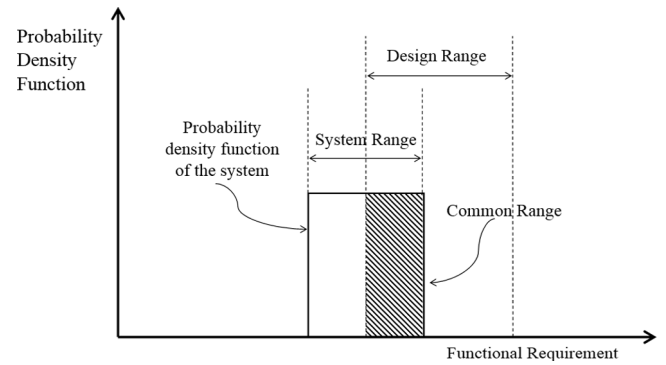 Probability
Density
Function
Design Range
Probability
density function
of the system
System Range
Common Range
Functional Requirement